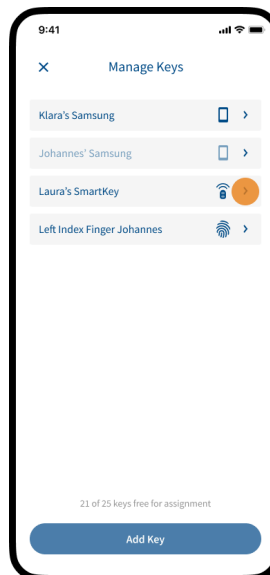 9:41
Manage Keys
Klara's Samsung
Johannes' Samsung
Laura's SmartKey
Left Index Finger Johannes
21 of 25 keys free for assignment
Add Key